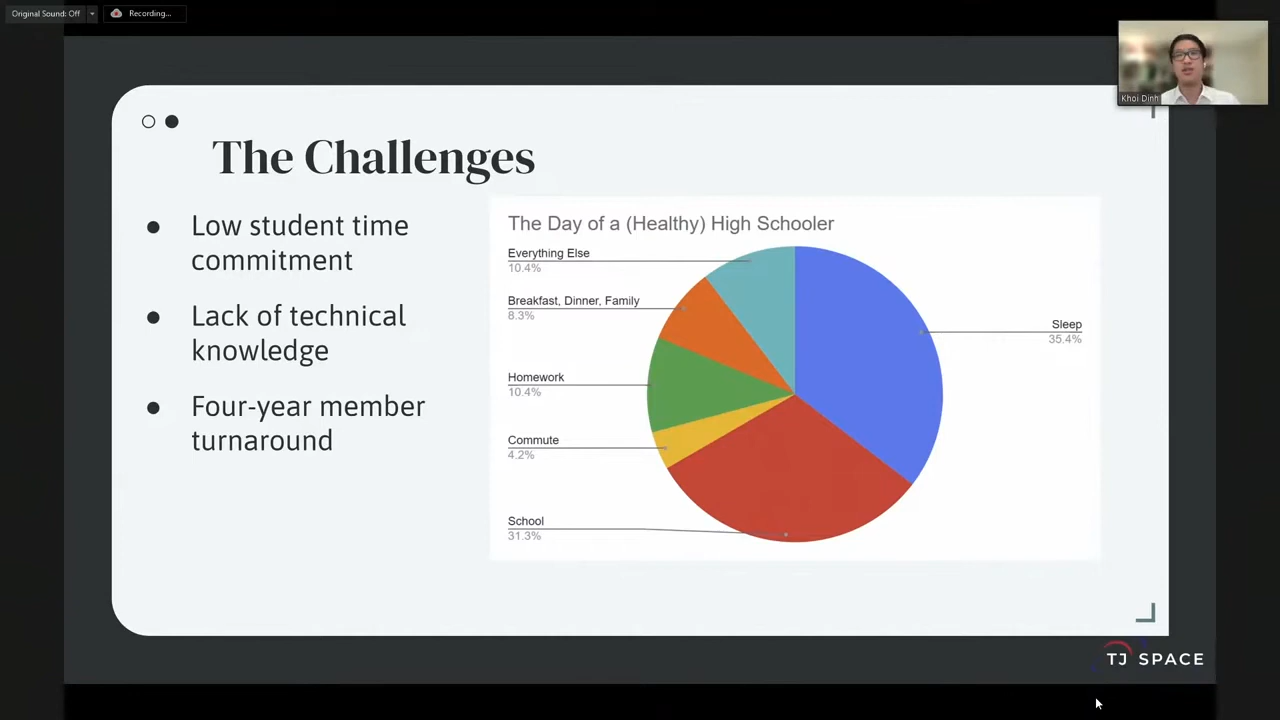 Original Sound: Off
Recording...
Khoi Dinh
The Challenges
Low student time
commitment
Lack of technical
knowledge
Four-year member
turnaround
The Day of a (Healthy) High Schooler
Everything Else
10.4%
Breakfast, Dinner, Family
8.3%
Homework
10.4%
Commute
4.2%
School
31.3%
Sleep
35.4%
TJ SPACE